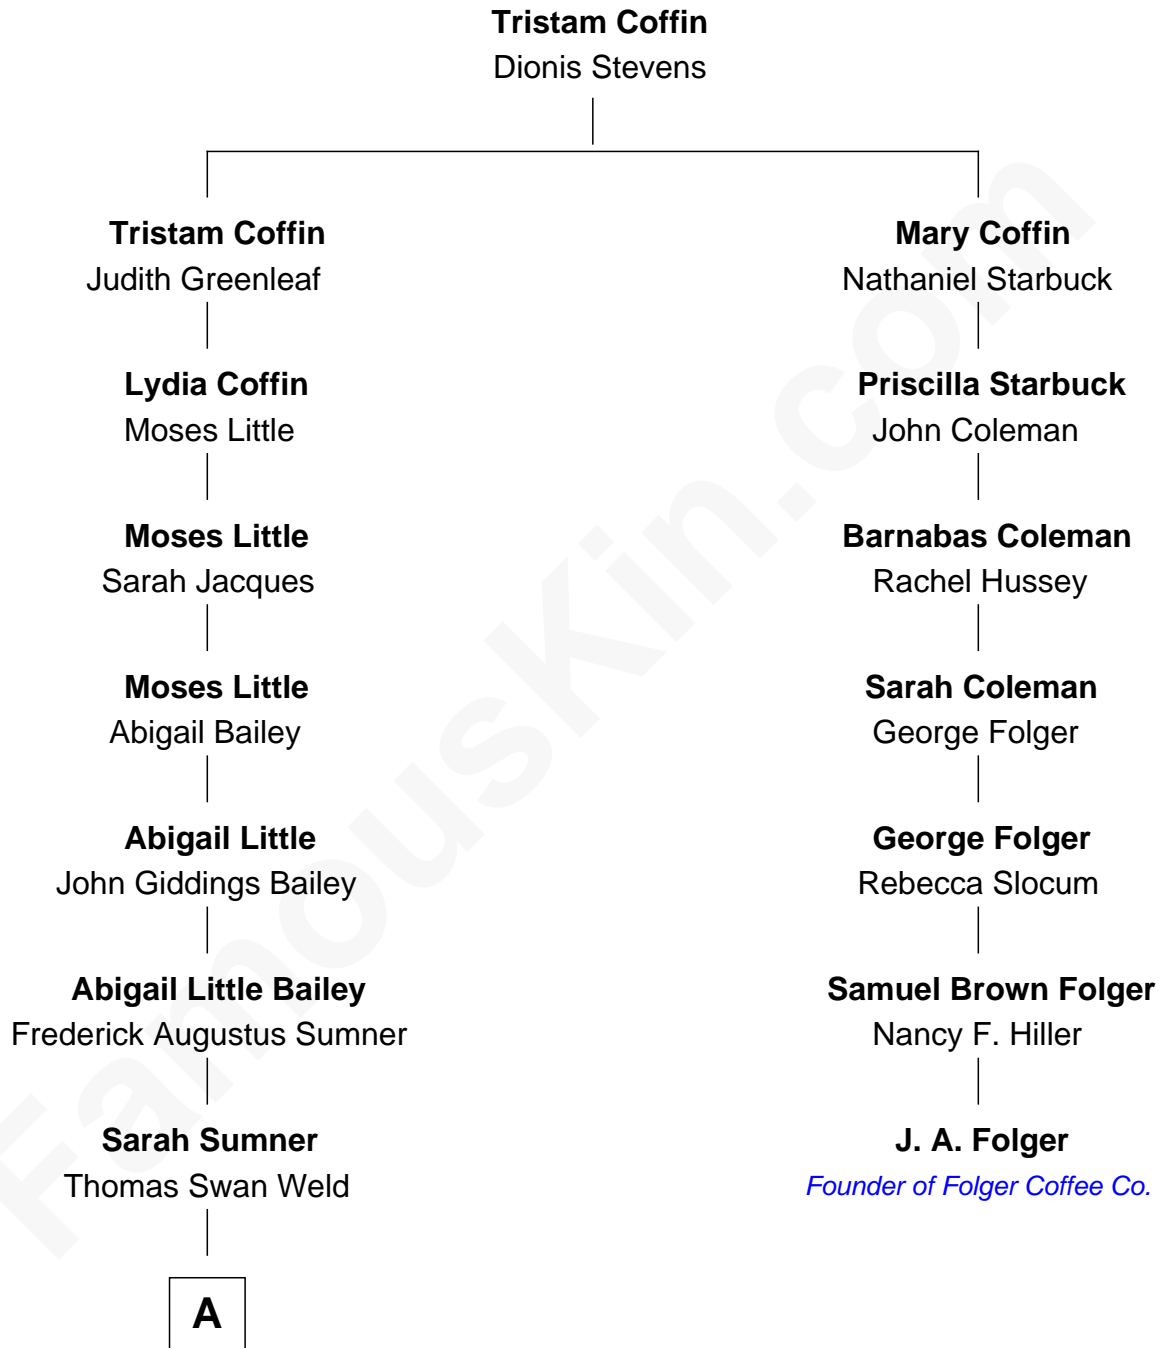 Tristam Coffin
Dionis Stevens
Tristam Coffin
Judith Greenleaf
Mary Coffin
Nathaniel Starbuck
Lydia Coffin
Moses Little
Priscilla Starbuck
John Coleman
Moses Little
Sarah Jacques
Barnabas Coleman
Rachel Hussey
Moses Little
Abigail Bailey
Sarah Coleman
George Folger
Abigail Little
John Giddings Bailey
George Folger
Rebecca Slocum
Abigail Little Bailey
Frederick Augustus Sumner
Samuel Brown Folger
Nancy F. Hiller
Sarah Sumner
Thomas Swan Weld
J. A. Folger
Founder of Folger Coffee Co.
A
FamousKin.com